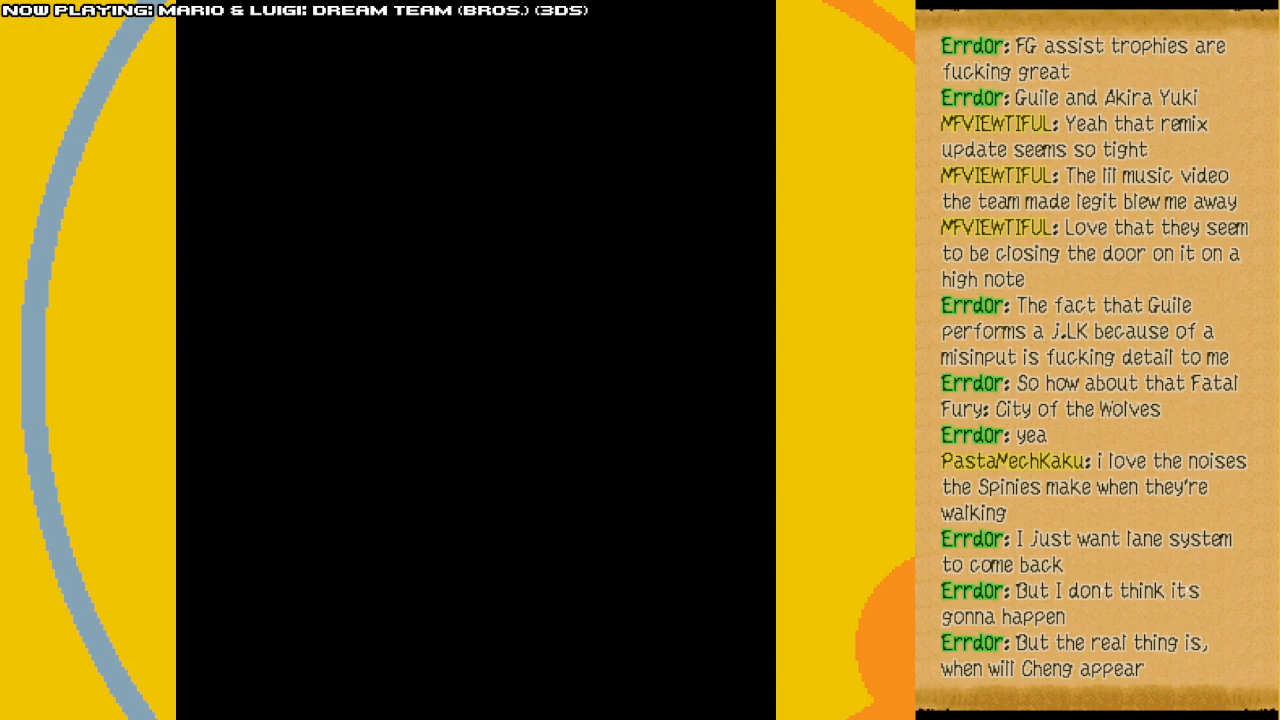 NOW PLAYING: MARIO & LUIGI: DREAM TEAM (BROS.) (3DS)
Errd0r: FG assist trophies are
fucking great
Errd0r: Guile and Akira Yuki
MFVIEWTIFUL: Yeah that remix
update seems so tight
MFVIEWTIFUL: The lil music video
the team made legit blew me away
MFVIEWTIFUL: Love that they seem
to be closing the door on it on a
high note
Errd0r: The fact that Guile
performs a j.LK because of a
misinput is fucking detail to me
Errd0r: So how about that Fatal
Fury: City of the Wolves
Errd0r: yea
PastaMechKaku: i love the noises
the Spinies make when they're
walking
Errd0r: I just want lane system
to come back
Errd0r: But I dont think its
gonna happen
Errd0r: But the real thing is,
when will Cheng appear